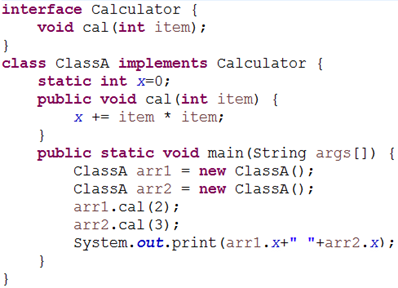 interface Calculator {
    void cal(int item);
}
class ClassA implements Calculator {
    static int x=0;
    public void cal(int item) {
        x += item * item;
    }
    public static void main(String args[]) {
        ClassA arr1 = new ClassA();
        ClassA arr2 = new ClassA();
        arr1.cal(2);
        arr2.cal(3);
        System.out.print(arr1.x+" "+arr2.x);
    }
}